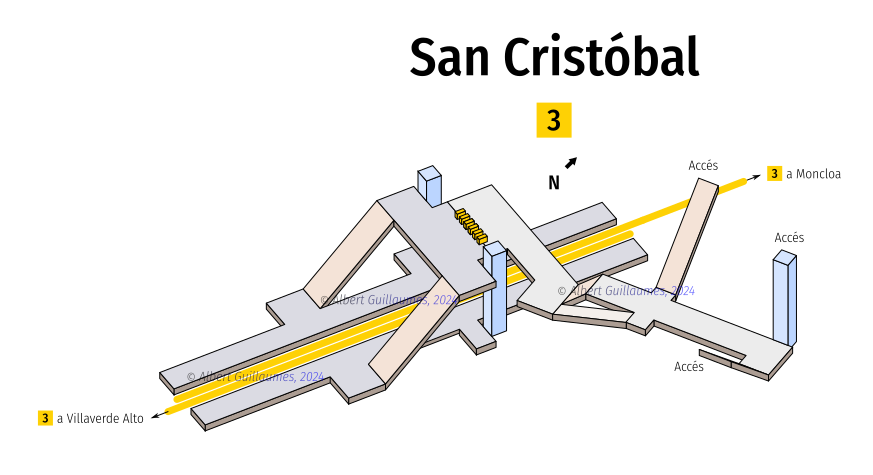 San Cristóbal
3
N
Accés
3 a Moncloa
Accés
© Albert Guillaumes, 2024
© Albert Guillaumes, 2024
Accés
© Albert Guillaumes, 2024
3 a Villaverde Alto